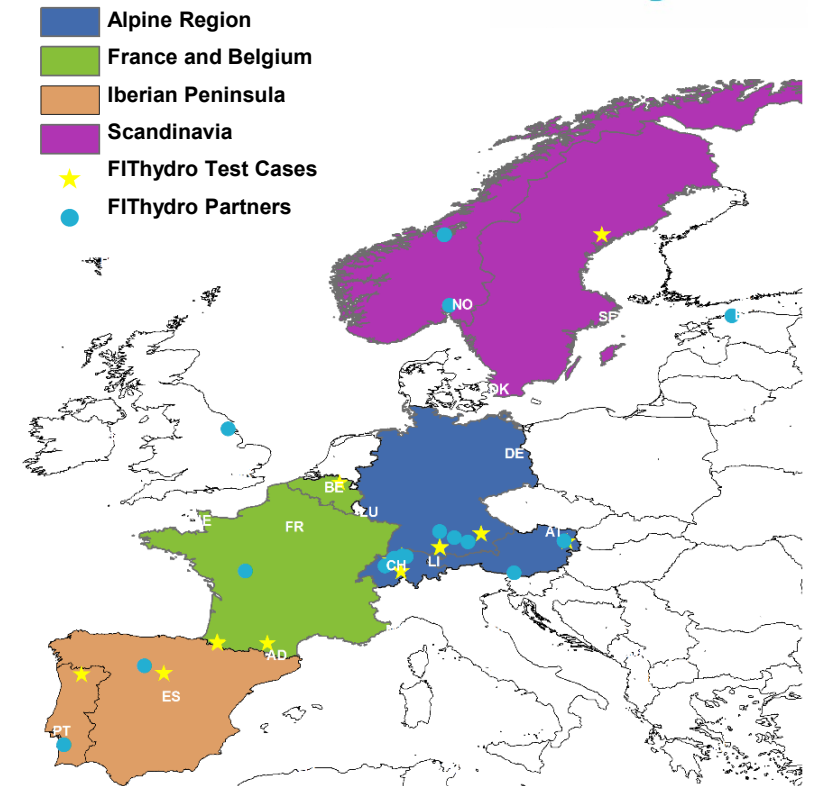 Alpine Region
France and Belgium
Iberian Peninsula
Scandinavia
FIThydro Test Cases
FIThydro Partners
NO
SE
DK
DE
BE
LU
FR
CH
LI
AD
ES
PT